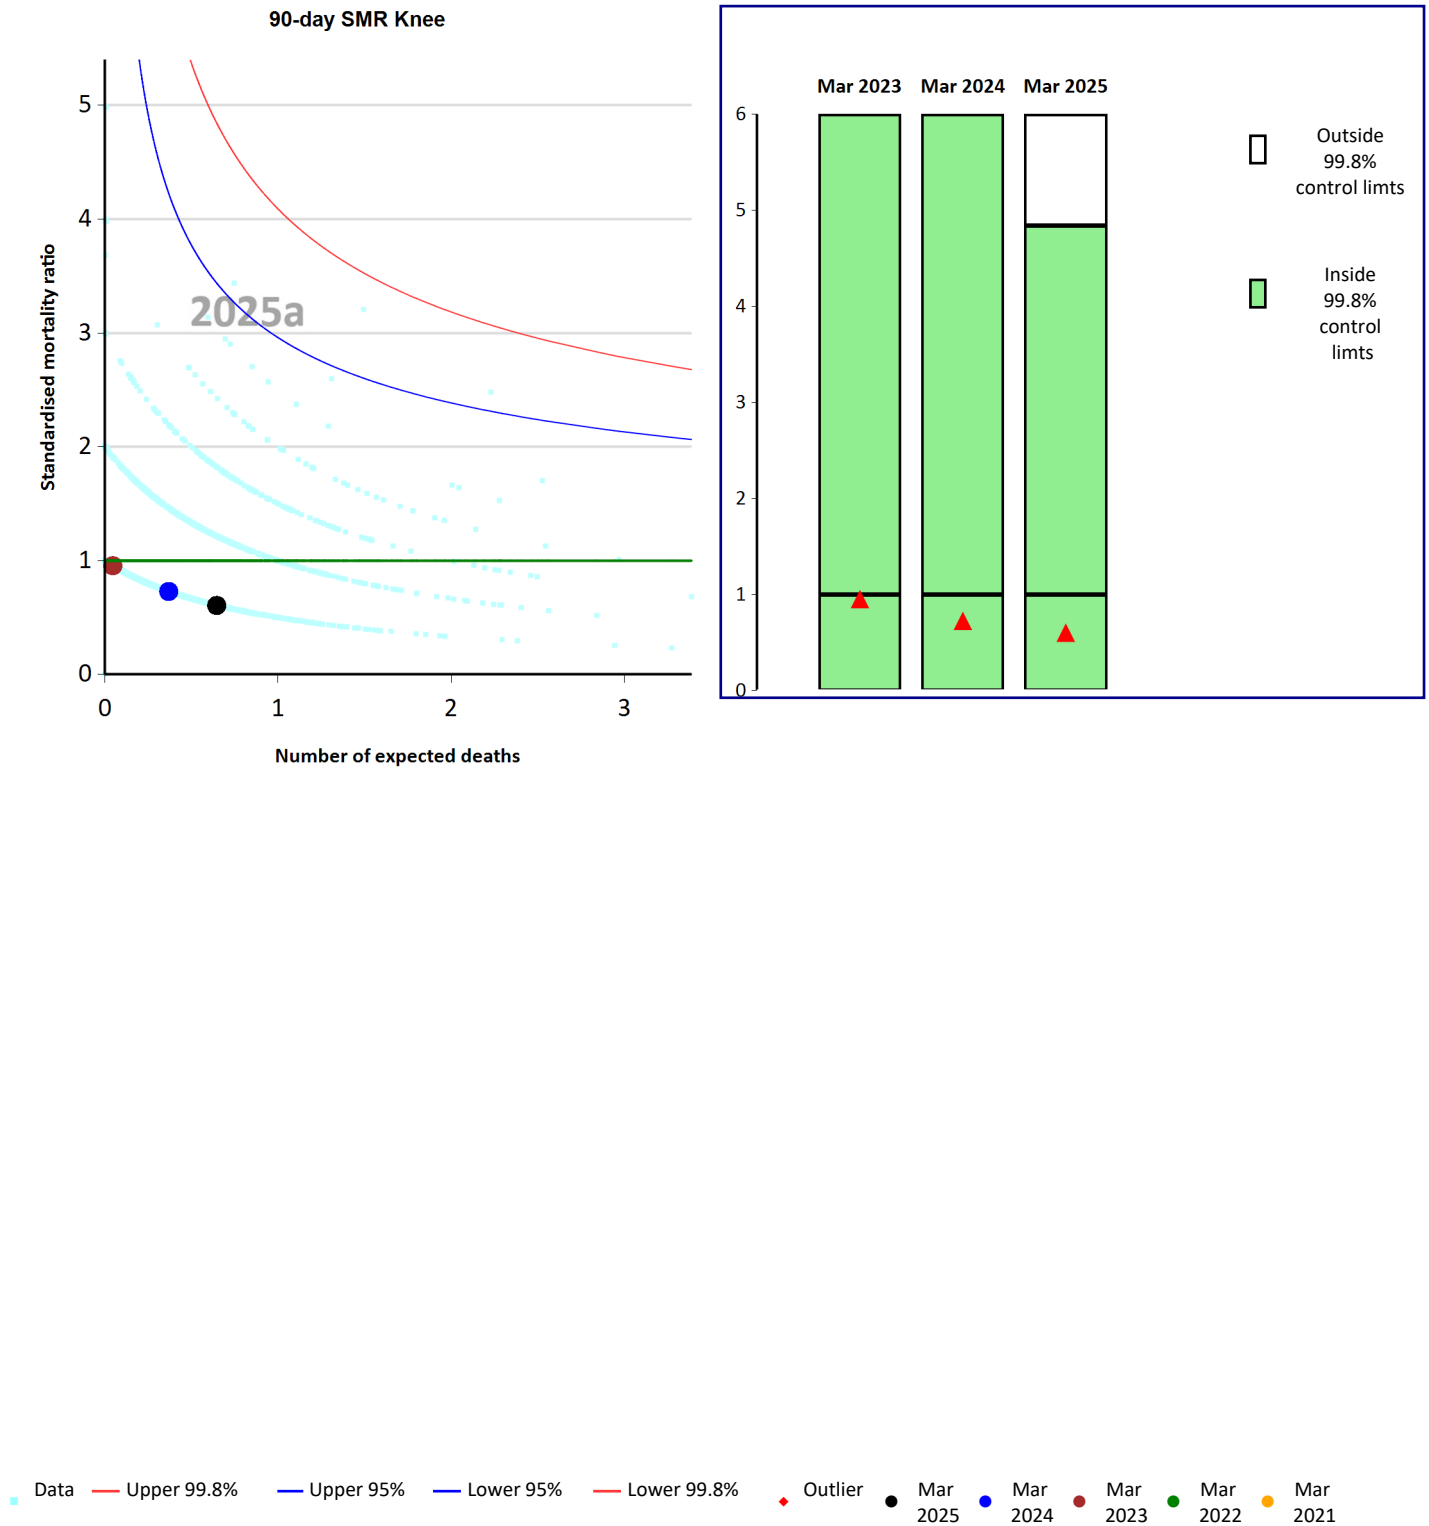 90-day SMR Knee
5
4
3
2
1
0
Standardised mortality ratio
2025a
0
1
2
3
Number of expected deaths
Mar 2023
Mar 2024
Mar 2025
6
5
4
3
2
1
0
Outside
99.8%
control limts
Inside
99.8%
control
limts
Data
Upper 99.8%
Upper 95%
Lower 95%
Lower 99.8%
Outlier
Mar
2025
Mar
2024
Mar
2023
Mar
2022
Mar
2021